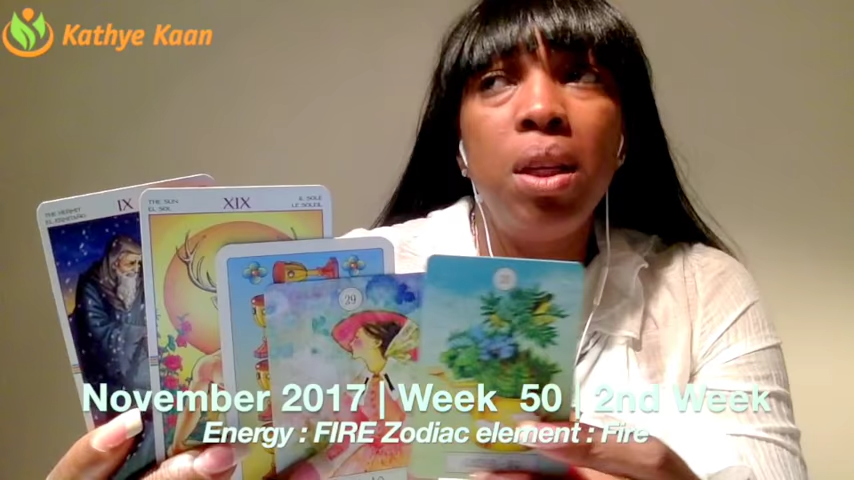 Kathye Kaan
THE HERMIT
EL ERMITAÑO
IX
THE SUN
EL SOL
XIX
IL SOLE
LE SOLEIL
29
November 2017 | Week 50 | 2nd Week
Energy : FIRE Zodiac element : Fire